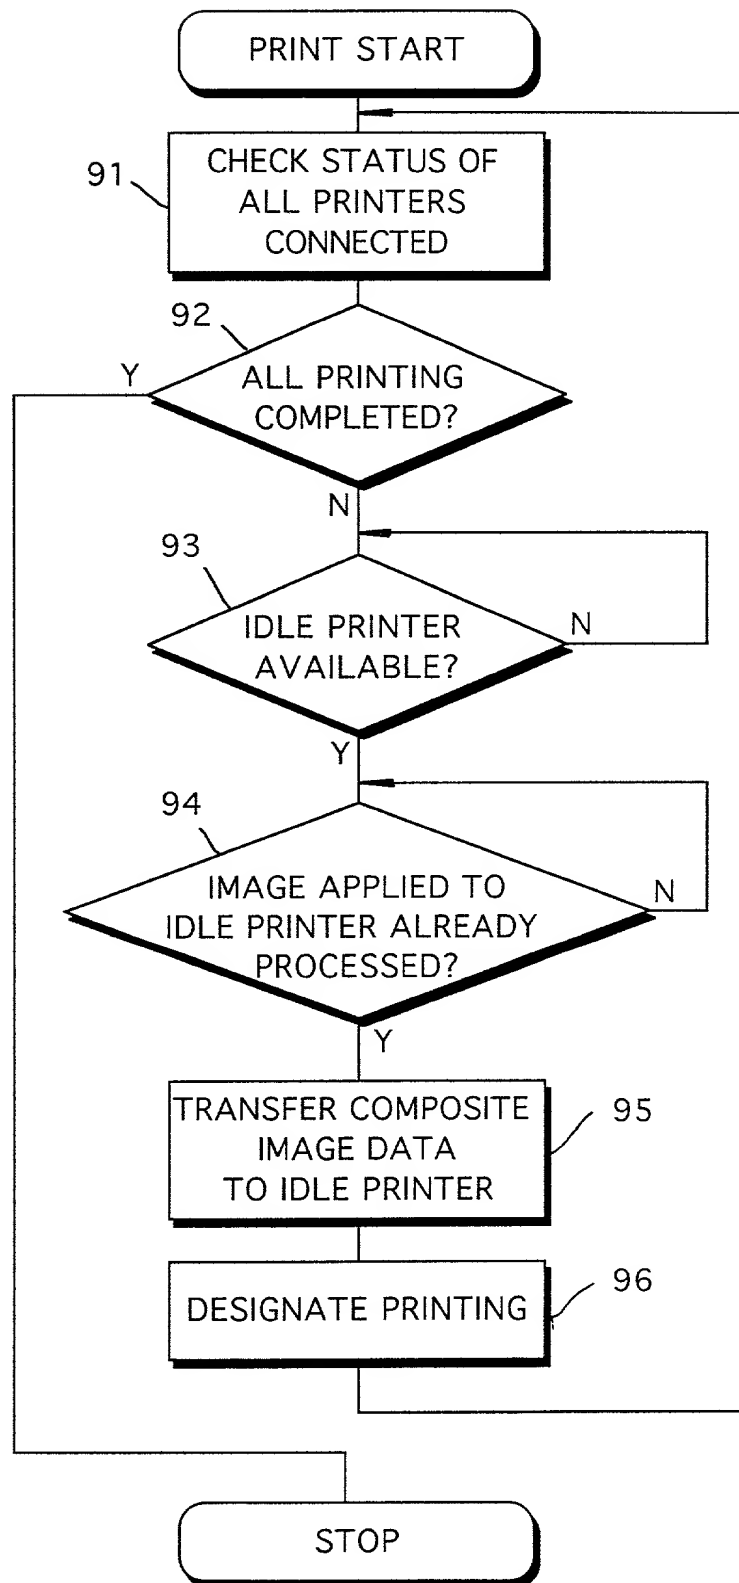 PRINT START
91
CHECK STATUS OF
ALL PRINTERS
CONNECTED
92
Y
ALL PRINTING
COMPLETED?
N
93
IDLE PRINTER
AVAILABLE?
N
Y
94
IMAGE APPLIED TO
IDLE PRINTER ALREADY
PROCESSED?
N
Y
TRANSFER COMPOSITE
IMAGE DATA
TO IDLE PRINTER
95
DESIGNATE PRINTING
96
STOP